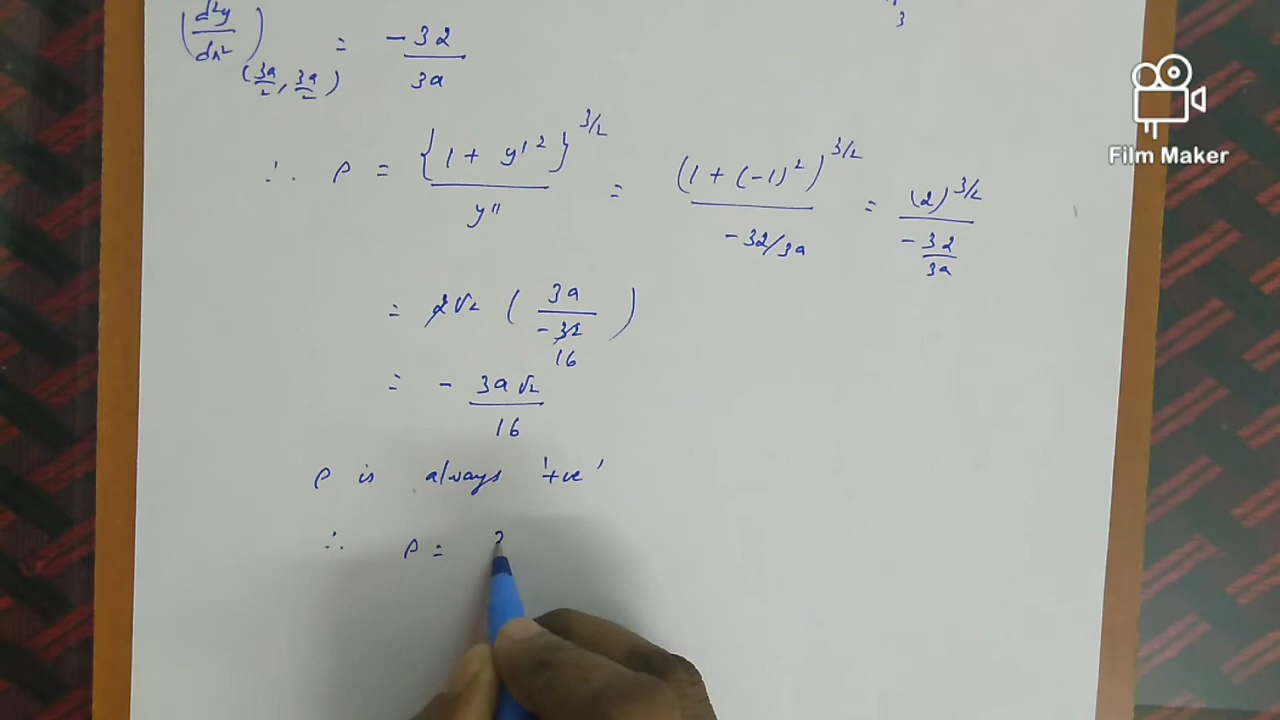 (d²y/dx²)(3a/2, 3a/2) = -32/3a
3
Film Maker
∴ ρ = {1 + y'²}^3/2 / y'' = (1 + (-1)²)^3/2 / -32/3a = (2)^3/2 / -32/3a
= 2√2 (3a / -32)
16
= - 3a√2 / 16
ρ is always '+ve'
∴ ρ =